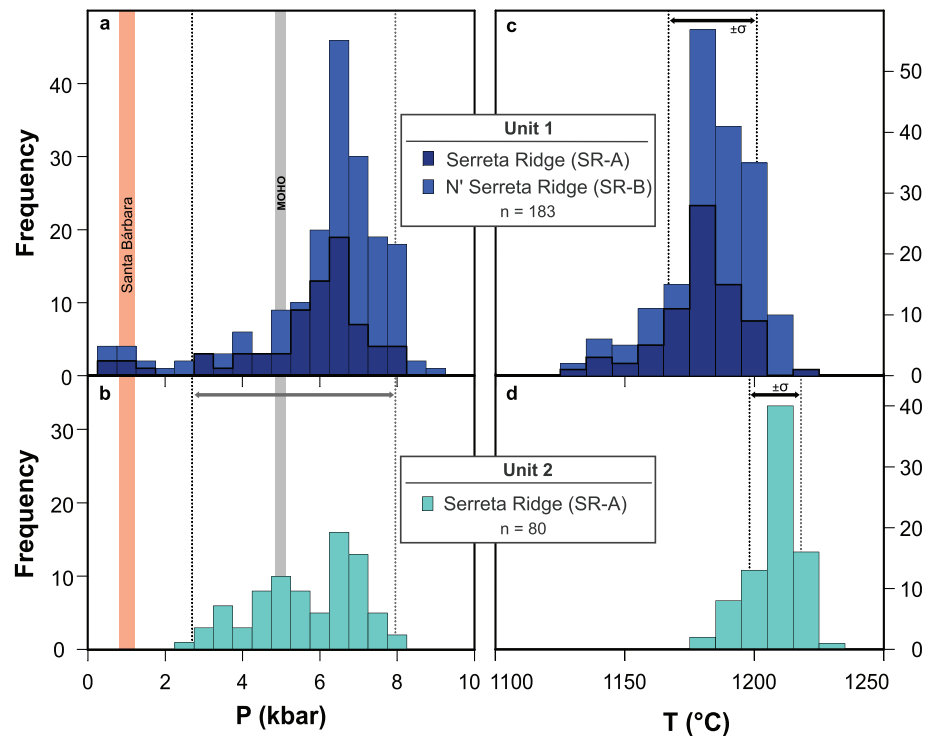 a
Santa Bárbara
MOHO
40
30
20
10
0
Frequency
c
±σ
50
40
30
20
10
0
Unit 1
Serreta Ridge (SR-A)
N' Serreta Ridge (SR-B)
n = 183
b
30
20
10
0
Frequency
d
±σ
40
30
20
10
0
Unit 2
Serreta Ridge (SR-A)
n = 80
0 2 4 6 8 10
P (kbar)
1100 1150 1200 1250
T (°C)